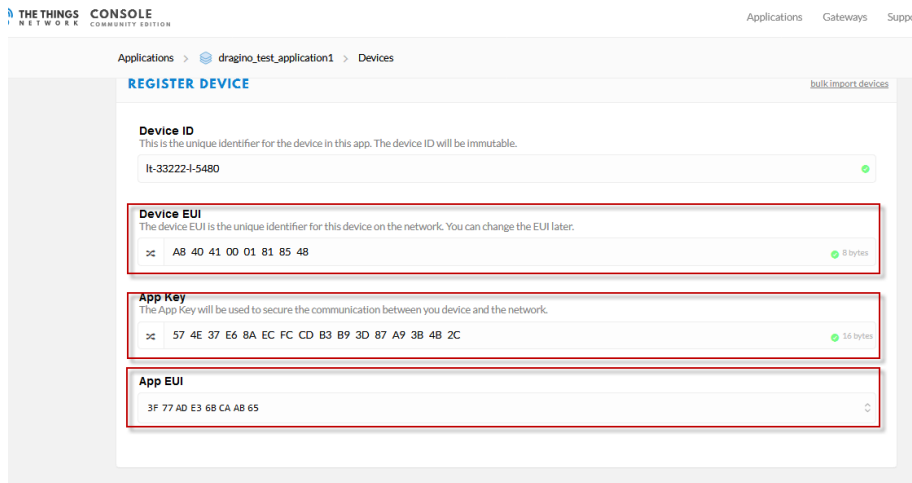 THE THINGS NETWORK CONSOLE COMMUNITY EDITION
Applications Gateways
Applications > dragino_test_application1 > Devices
REGISTER DEVICE
bulk import devices
Device ID
This is the unique identifier for the device in this app. The device ID will be immutable.
lt-33222-l-5480
Device EUI
The device EUI is the unique identifier for this device on the network. You can change the EUI later.
A8 40 41 00 01 81 85 48
8 bytes
App Key
The App Key will be used to secure the communication between you device and the network.
57 4E 37 E6 8A EC FC CD B3 B9 3D 87 A9 3B 4B 2C
16 bytes
App EUI
3F 77 AD E3 6B CA AB 65